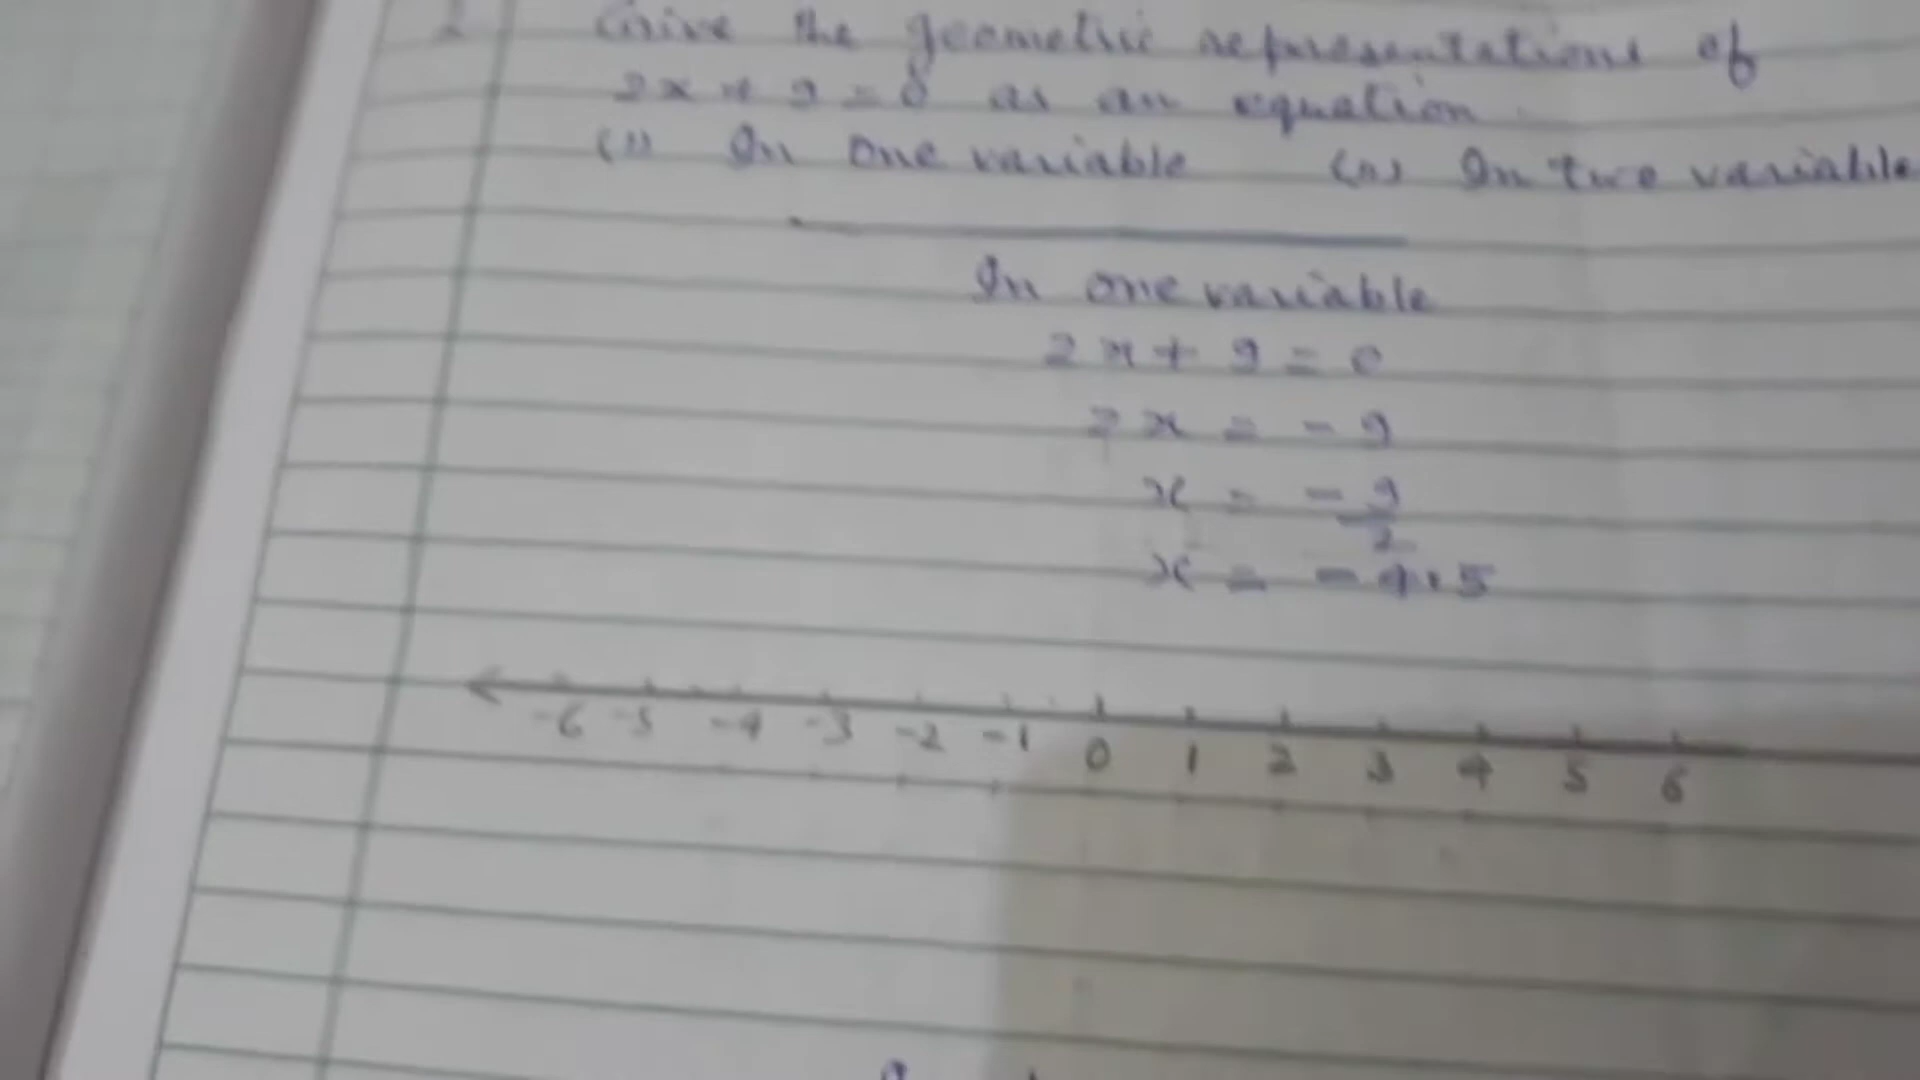 2 Give the geometric representations of
2x + 9 = 0 as an equation
(i) In one variable (ii) In two variable
In one variable
2x + 9 = 0
2x = - 9
x = - 9/2
x = - 4.5
-6 -5 -4 -3 -2 -1 0 1 2 3 4 5 6